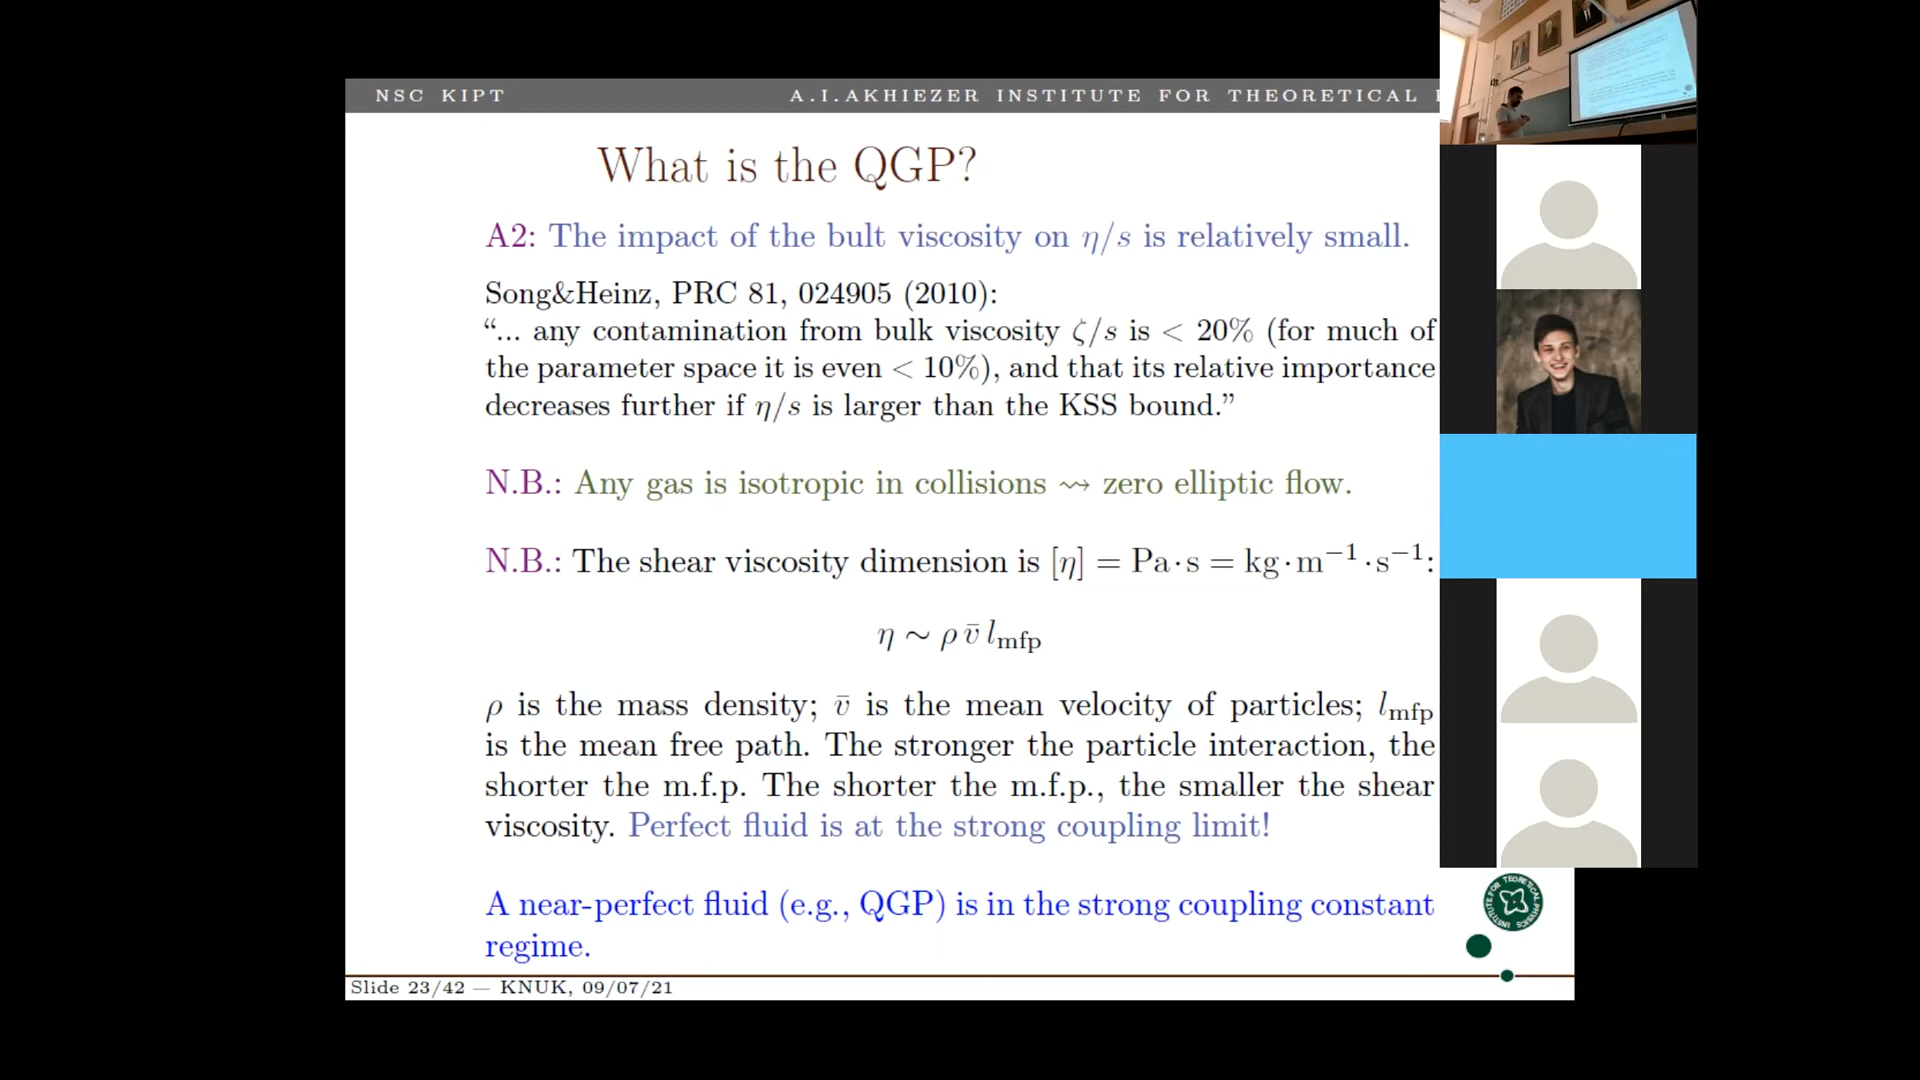 NSC KIPT
A.I.AKHIEZER INSTITUTE FOR THEORETICAL
What is the QGP?
A2: The impact of the bult viscosity on η/s is relatively small.
Song&Heinz, PRC 81, 024905 (2010):
“... any contamination from bulk viscosity ζ/s is < 20% (for much of
the parameter space it is even < 10%), and that its relative importance
decreases further if η/s is larger than the KSS bound.”
N.B.: Any gas is isotropic in collisions ⇝ zero elliptic flow.
N.B.: The shear viscosity dimension is [η] = Pa·s = kg·m⁻¹·s⁻¹:
η ∼ ρ v̄ l_mfp
ρ is the mass density; v̄ is the mean velocity of particles; l_mfp
is the mean free path. The stronger the particle interaction, the
shorter the m.f.p. The shorter the m.f.p., the smaller the shear
viscosity. Perfect fluid is at the strong coupling limit!
A near-perfect fluid (e.g., QGP) is in the strong coupling constant
regime.
INSTITUTE FOR TEORETICAL PHYSICS
Slide 23/42 — KNUK, 09/07/21